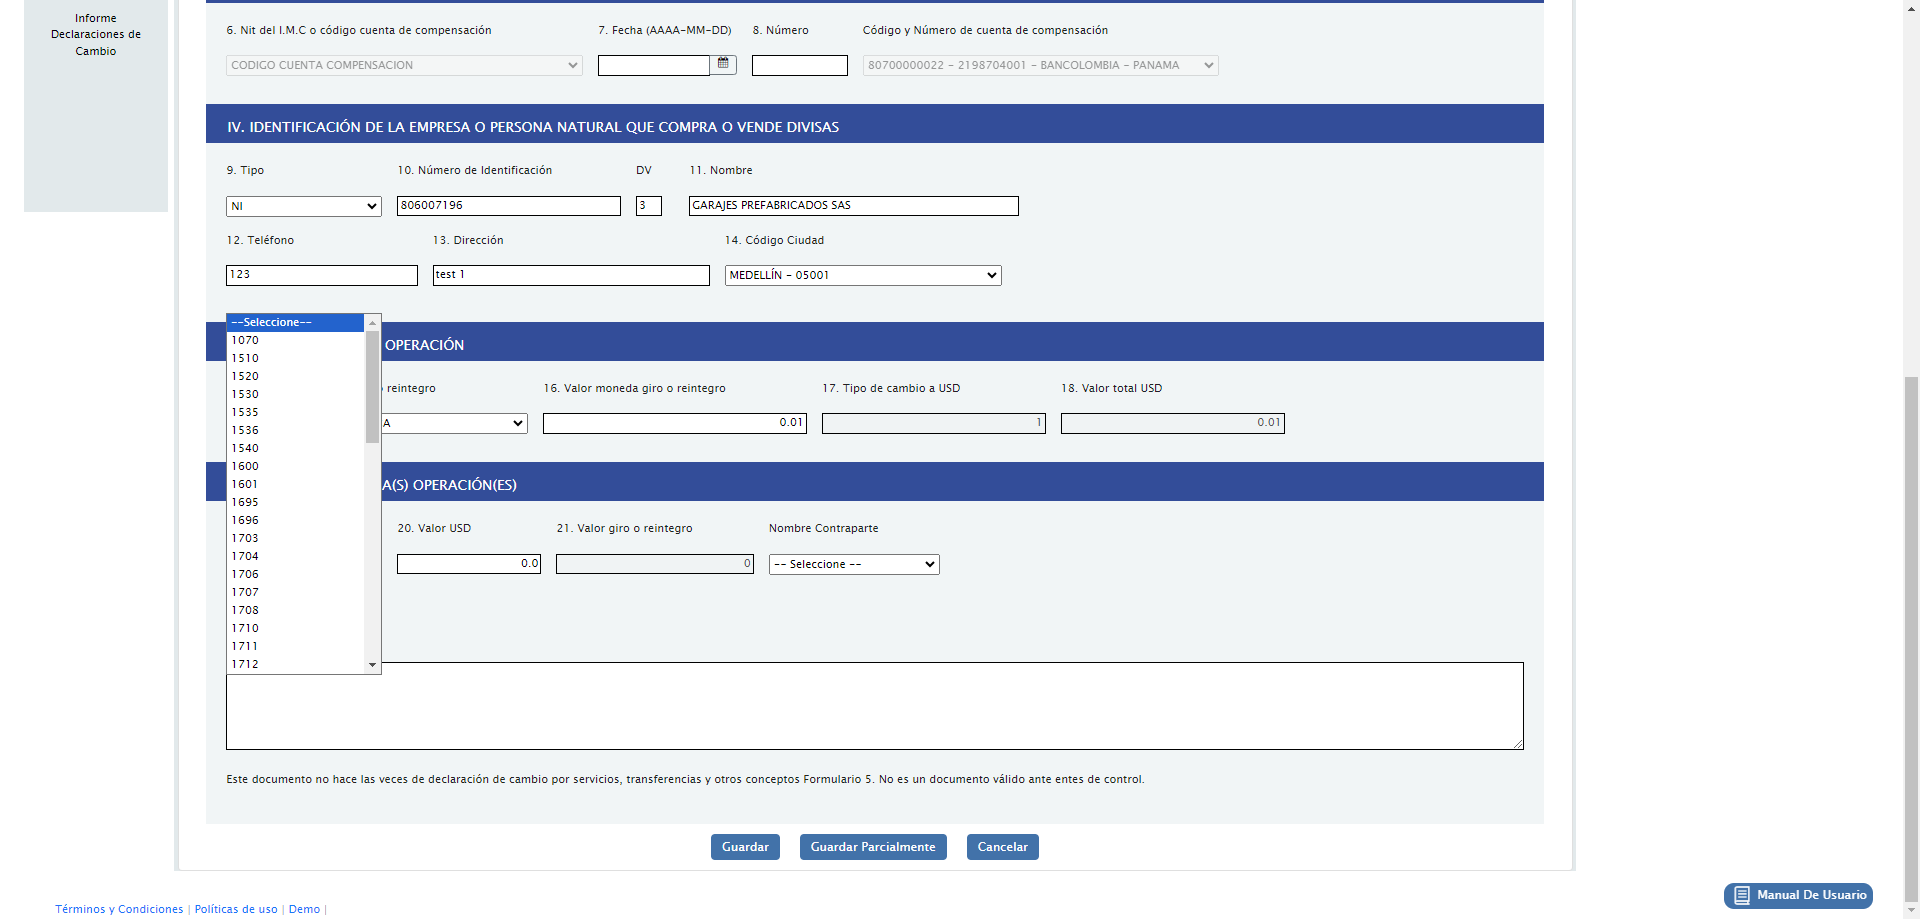 Informe
Declaraciones de
Cambio
6. Nit del I.M.C o código cuenta de compensación
7. Fecha (AAAA-MM-DD)
8. Número
Código y Número de cuenta de compensación
CODIGO CUENTA COMPENSACION
80700000022 - 2198704001 - BANCOLOMBIA - PANAMA
IV. IDENTIFICACIÓN DE LA EMPRESA O PERSONA NATURAL QUE COMPRA O VENDE DIVISAS
9. Tipo
10. Número de Identificación
DV
11. Nombre
NI
806007196
3
GARAJES PREFABRICADOS SAS
12. Teléfono
13. Dirección
14. Código Ciudad
123
test 1
MEDELLÍN - 05001
--Seleccione--
1070
1510
1520
1530
1535
1536
1540
1600
1601
1695
1696
1703
1704
1706
1707
1708
1710
1711
1712
OPERACIÓN
reintegro
16. Valor moneda giro o reintegro
17. Tipo de cambio a USD
18. Valor total USD
A
0.01
1
0.01
A(S) OPERACIÓN(ES)
20. Valor USD
21. Valor giro o reintegro
Nombre Contraparte
0.0
0
-- Seleccione --
Este documento no hace las veces de declaración de cambio por servicios, transferencias y otros conceptos Formulario 5. No es un documento válido ante entes de control.
Guardar
Guardar Parcialmente
Cancelar
Manual De Usuario
Términos y Condiciones | Políticas de uso | Demo |